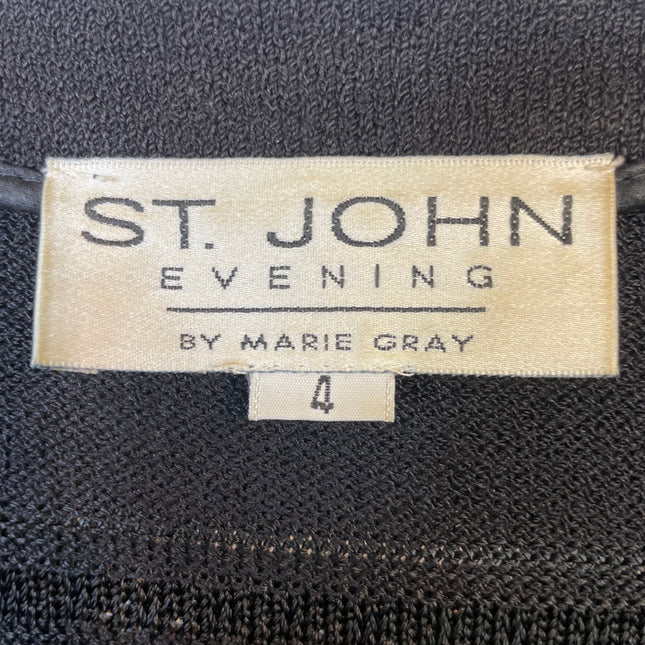 ST. JOHN
EVENING
BY MARIE GRAY
4